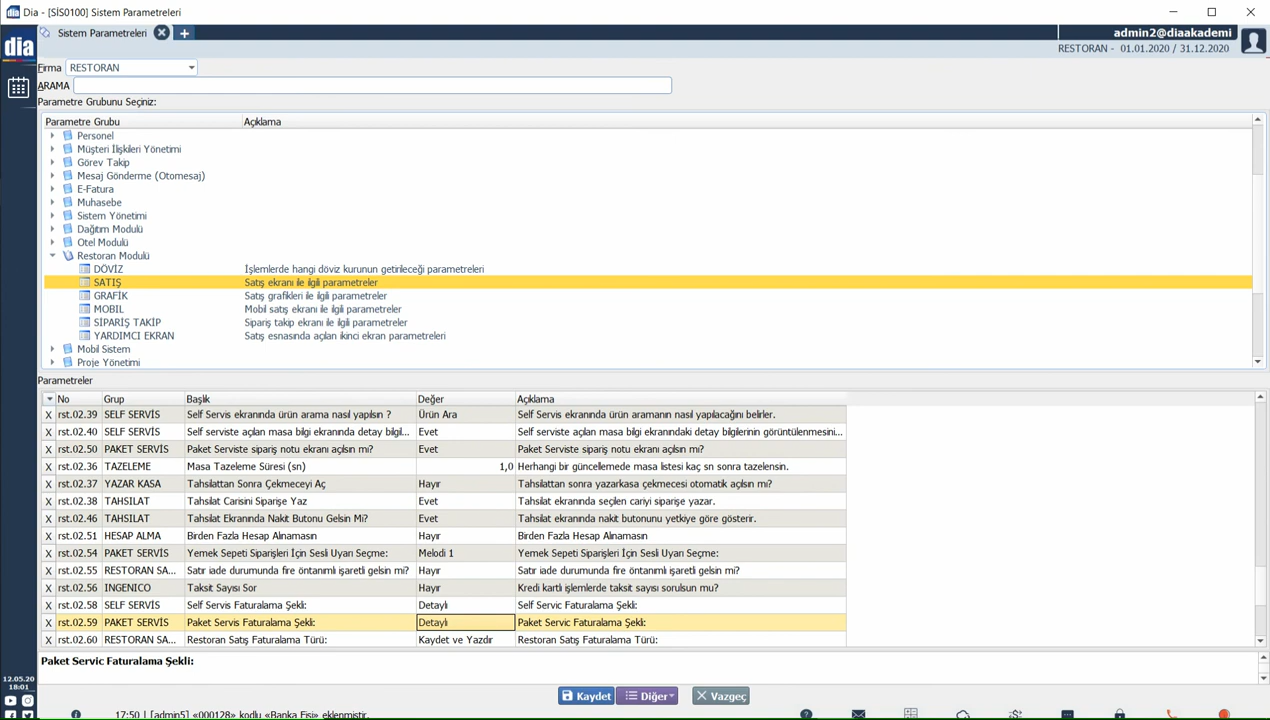 Dia - [SİS0100] Sistem Parametreleri
dia
Sistem Parametreleri
admin2@diaakademi
RESTORAN - 01.01.2020 / 31.12.2020
Firma RESTORAN
ARAMA
Parametre Grubunu Seçiniz:
Parametre Grubu Açıklama
Personel
Müşteri İlişkileri Yönetimi
Görev Takip
Mesaj Gönderme (Otomesaj)
E-Fatura
Muhasebe
Sistem Yönetimi
Dağıtım Modülü
Otel Modülü
Restoran Modülü
DÖVİZ İşlemlerde hangi döviz kurunun getirileceği parametreleri
SATIŞ Satış ekranı ile ilgili parametreler
GRAFİK Satış grafikleri ile ilgili parametreler
MOBIL Mobil satış ekranı ile ilgili parametreler
SİPARİŞ TAKİP Sipariş takip ekranı ile ilgili parametreler
YARDIMCI EKRAN Satış esnasında açılan ikinci ekran parametreleri
Mobil Sistem
Proje Yönetimi
Parametreler
No Grup Başlık Değer Açıklama
X rst.02.39 SELF SERVİS Self Servis ekranında ürün arama nasıl yapılsın ? Ürün Ara Self Servis ekranında ürün aramanın nasıl yapılacağını belirler.
X rst.02.40 SELF SERVİS Self serviste açılan masa bilgi ekranında detay bilgil... Evet Self serviste açılan masa bilgi ekranındaki detay bilgilerinin görüntülenmesini...
X rst.02.50 PAKET SERVİS Paket Serviste sipariş notu ekranı açılsın mı? Evet Paket Serviste sipariş notu ekranı açılsın mı?
X rst.02.36 TAZELEME Masa Tazeleme Süresi (sn) 1,0 Herhangi bir güncellemede masa listesi kaç sn sonra tazelensin.
X rst.02.37 YAZAR KASA Tahsilattan Sonra Çekmeceyi Aç Hayır Tahsilattan sonra yazarkasa çekmecesi otomatik açılsın mı?
X rst.02.38 TAHSILAT Tahsilat Carisini Siparişe Yaz Evet Tahsilat ekranında seçilen cariyi siparişe yazar.
X rst.02.46 TAHSILAT Tahsilat Ekranında Nakit Butonu Gelsin Mi? Evet Tahsilat ekranında nakit butonunu yetkiye göre gösterir.
X rst.02.51 HESAP ALMA Birden Fazla Hesap Alınamasın Hayır Birden Fazla Hesap Alınamasın
X rst.02.54 PAKET SERVİS Yemek Sepeti Siparişleri İçin Sesli Uyarı Seçme: Melodi 1 Yemek Sepeti Siparişleri İçin Sesli Uyarı Seçme:
X rst.02.55 RESTORAN SA... Satır iade durumunda fire öntanımlı işaretli gelsin mi? Hayır Satır iade durumunda fire öntanımlı işaretli gelsin mi?
X rst.02.56 INGENICO Taksit Sayısı Sor Hayır Kredi kartlı işlemlerde taksit sayısı sorulsun mu?
X rst.02.58 SELF SERVİS Self Servis Faturalama Şekli: Detaylı Self Servic Faturalama Şekli:
X rst.02.59 PAKET SERVİS Paket Servis Faturalama Şekli: Detaylı Paket Servic Faturalama Şekli:
X rst.02.60 RESTORAN SA... Restoran Satış Faturalama Türü: Kaydet ve Yazdır Restoran Satış Faturalama Türü:
Paket Servic Faturalama Şekli:
Kaydet Diğer Vazgeç
12.05.20
18:01
17:50 | [admin5] «000128» kodlu «Banka Fişi» eklenmiştir.